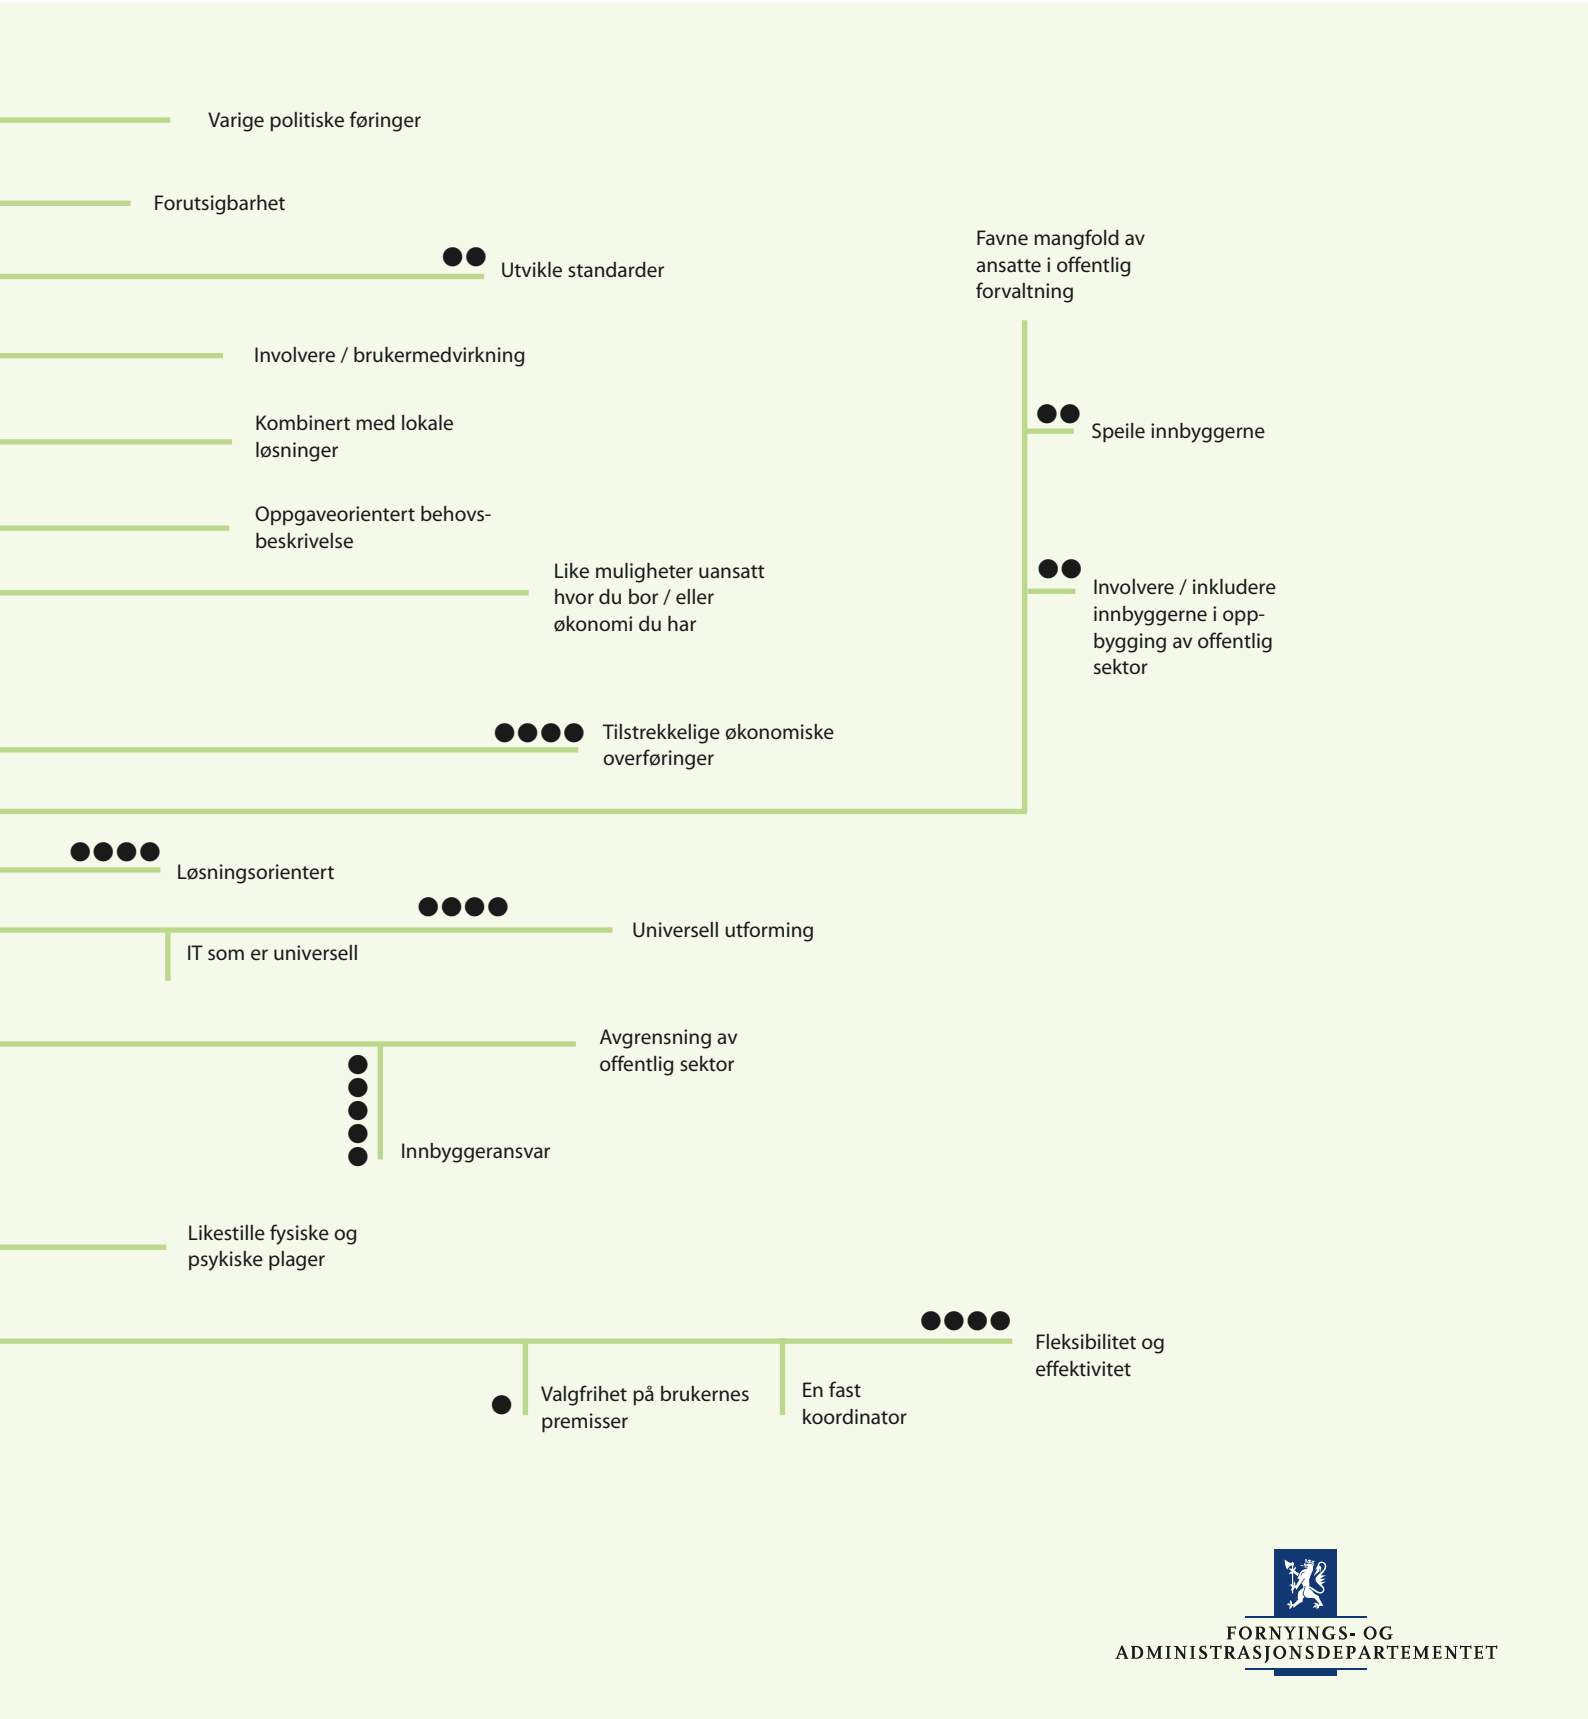 Varige politiske føringer
Forutsigbarhet
Utvikle standarder
Favne mangfold av
ansatte i offentlig
forvaltning
Involvere / brukermedvirkning
Kombinert med lokale
løsninger
Speile innbyggerne
Oppgaveorientert behovs-
beskrivelse
Like muligheter uansatt
hvor du bor / eller
økonomi du har
Involvere / inkludere
innbyggerne i opp-
bygging av offentlig
sektor
Tilstrekkelige økonomiske
overføringer
Løsningsorientert
Universell utforming
IT som er universell
Avgrensning av
offentlig sektor
Innbyggeransvar
Likestille fysiske og
psykiske plager
Fleksibilitet og
effektivitet
Valgfrihet på brukernes
premisser
En fast
koordinator
FORNYINGS- OG
ADMINISTRASJONSDEPARTEMENTET